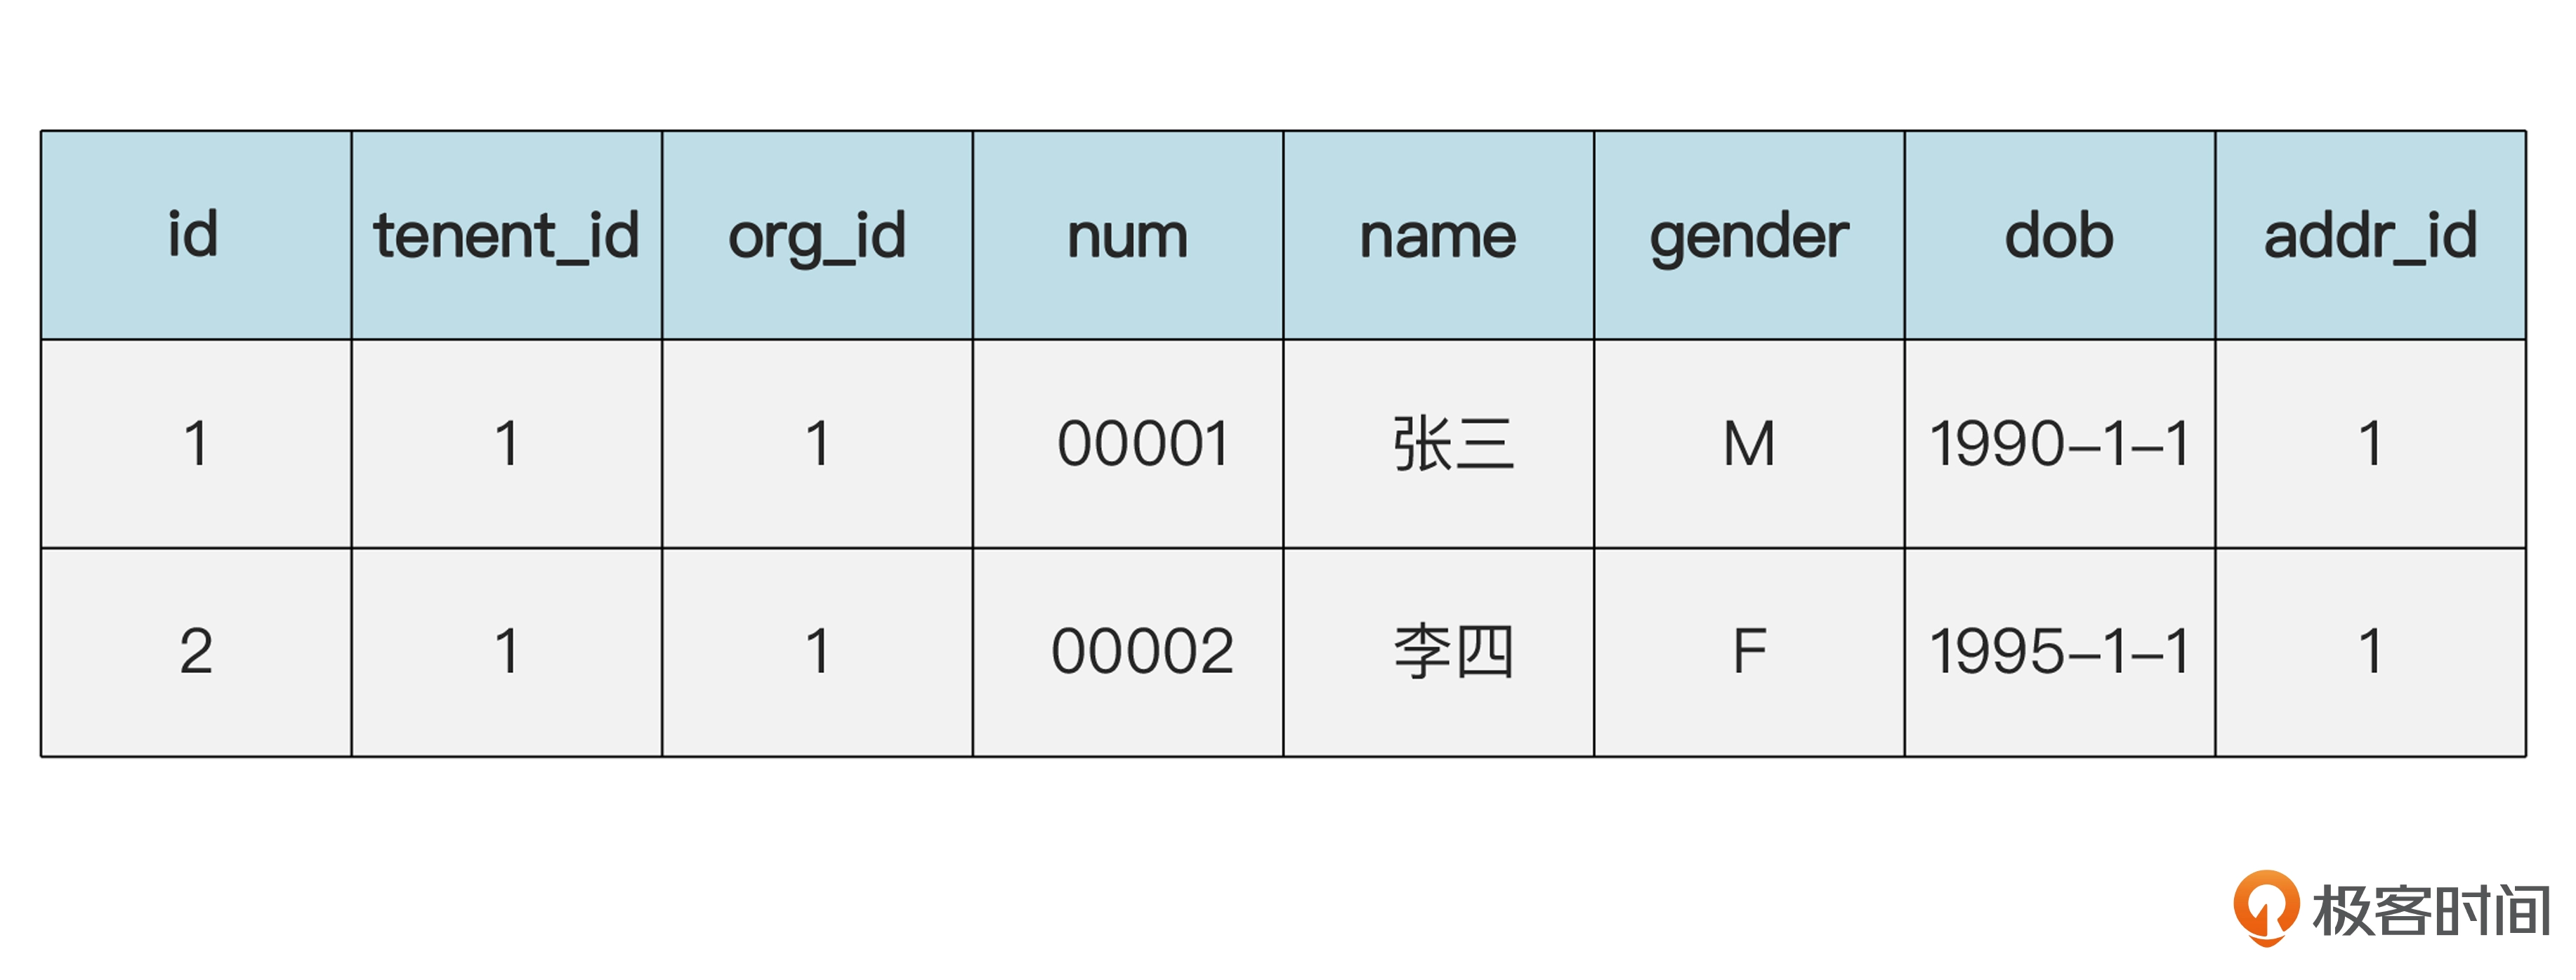 id tenent_id org_id num name gender dob addr_id
1 1 1 00001 张三 M 1990-1-1 1
2 1 1 00002 李四 F 1995-1-1 1
极客时间